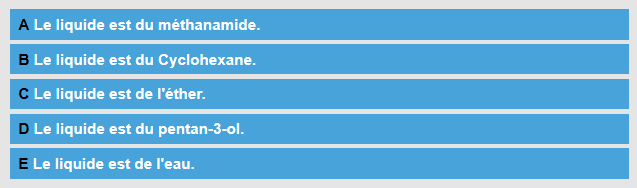 A Le liquide est du méthanamide.
B Le liquide est du Cyclohexane.
C Le liquide est de l'éther.
D Le liquide est du pentan-3-ol.
E Le liquide est de l'eau.